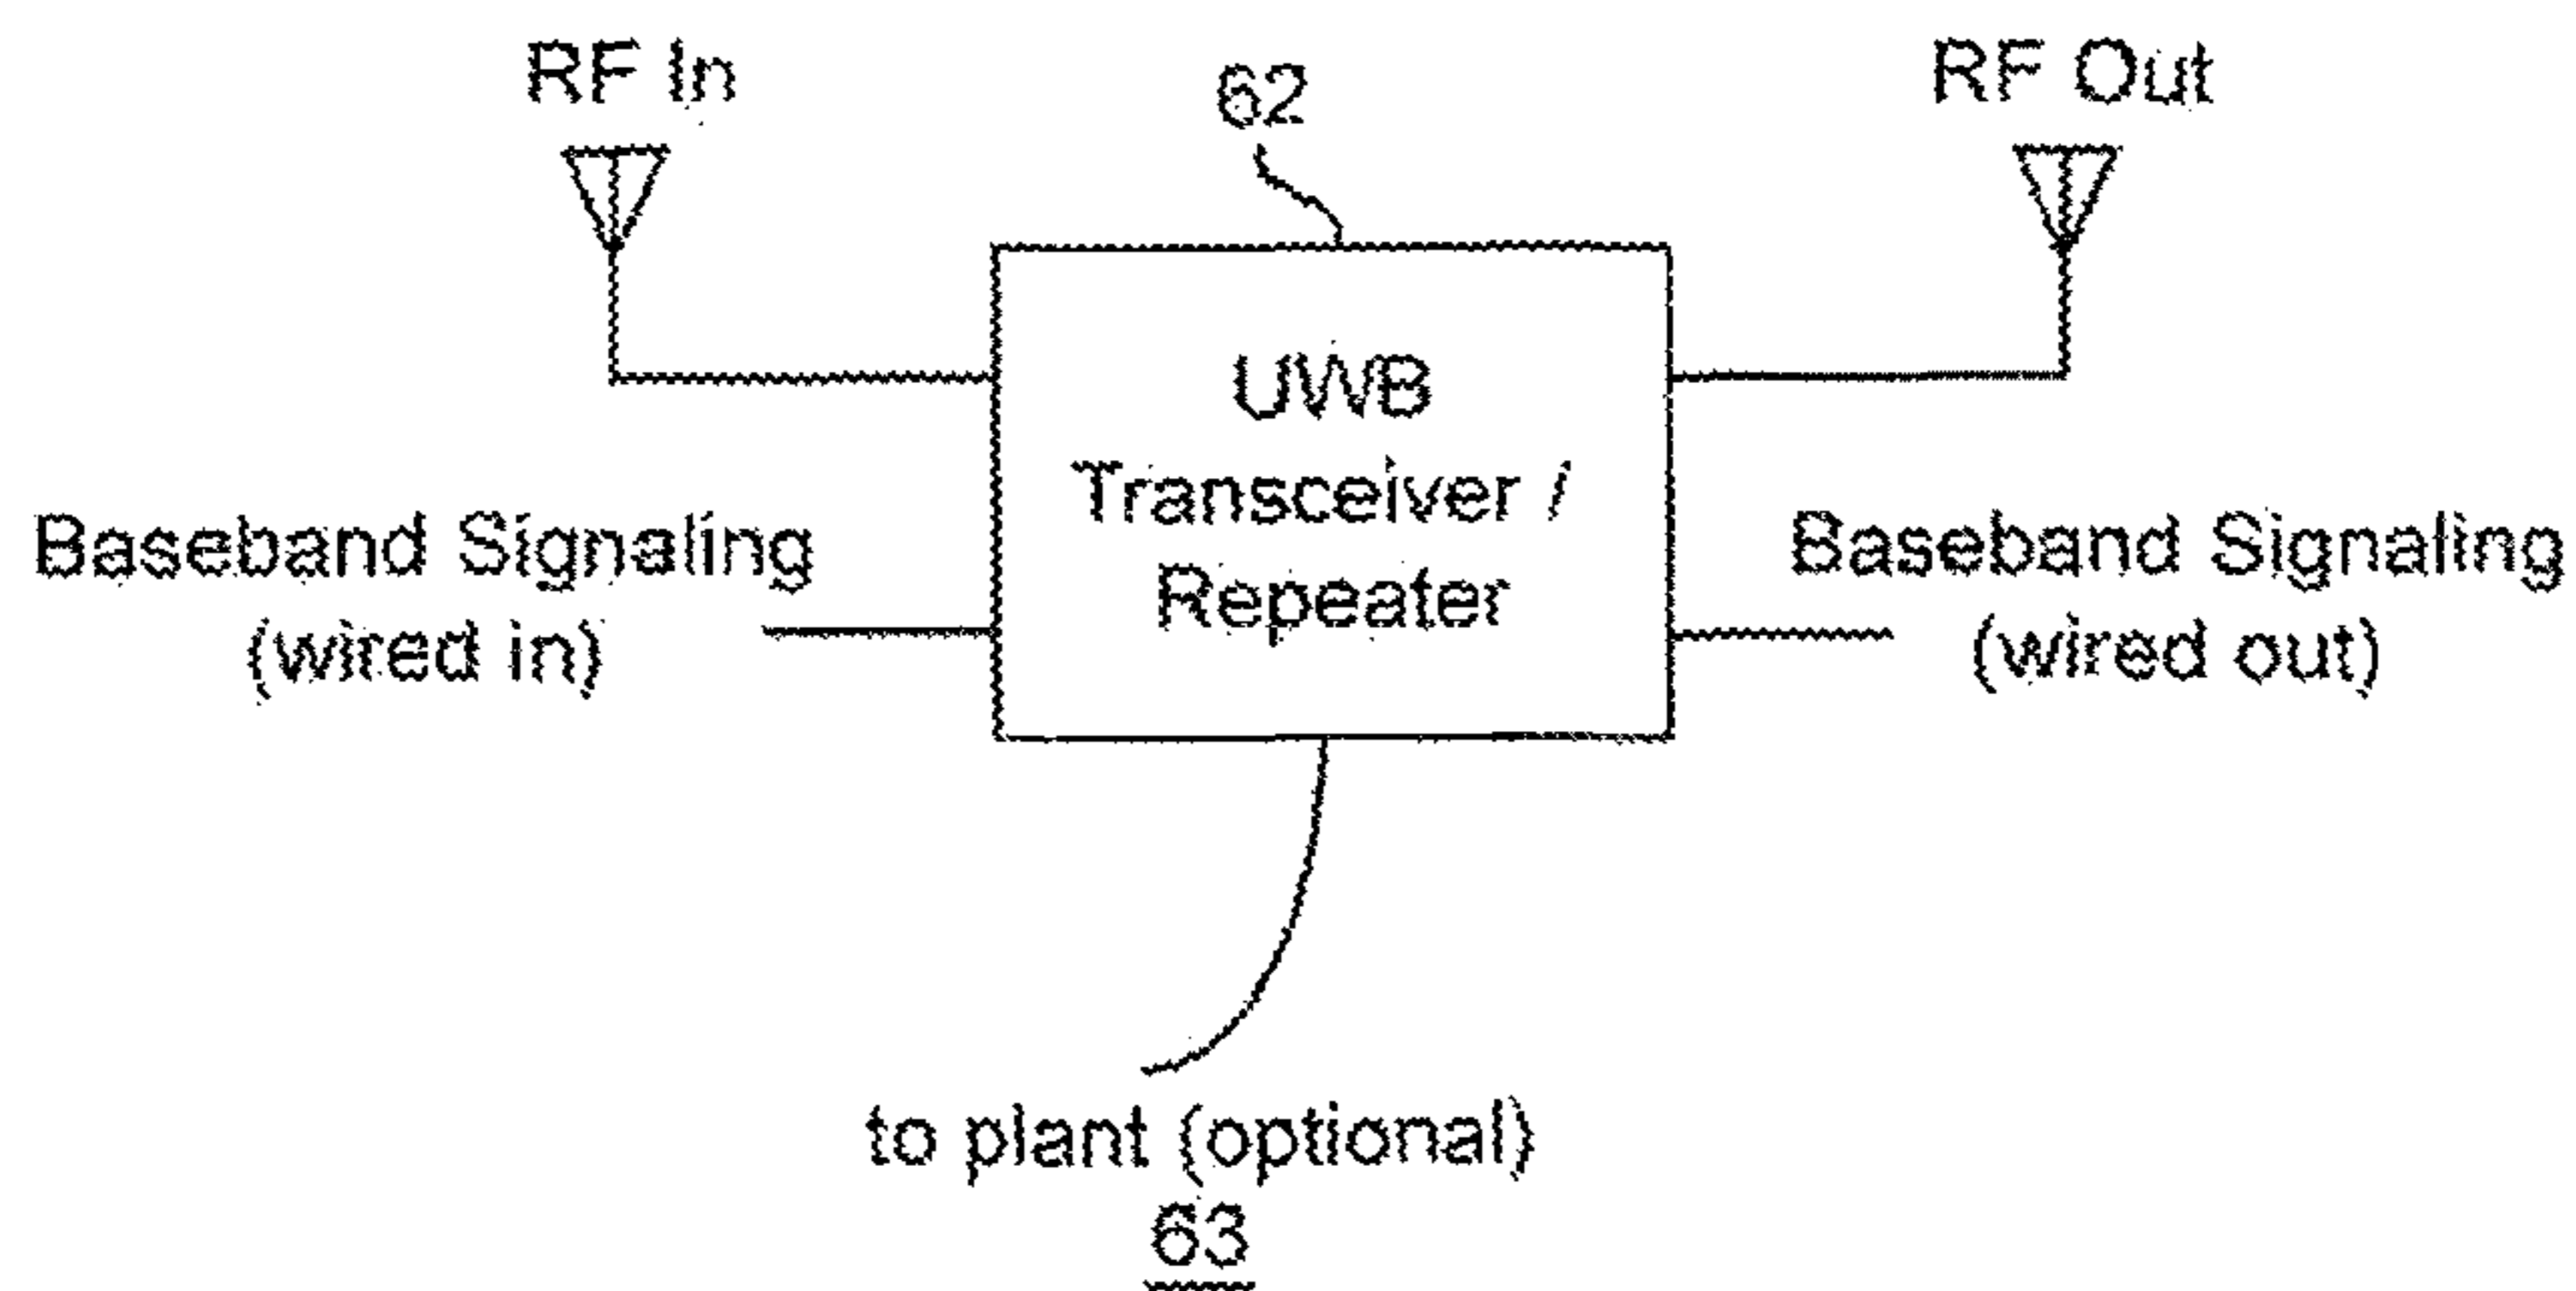 RF In
62
RF Out
UWB
Transceiver /
Repeater
Baseband Signaling
(wired in)
Baseband Signaling
(wired out)
to plant (optional)
63